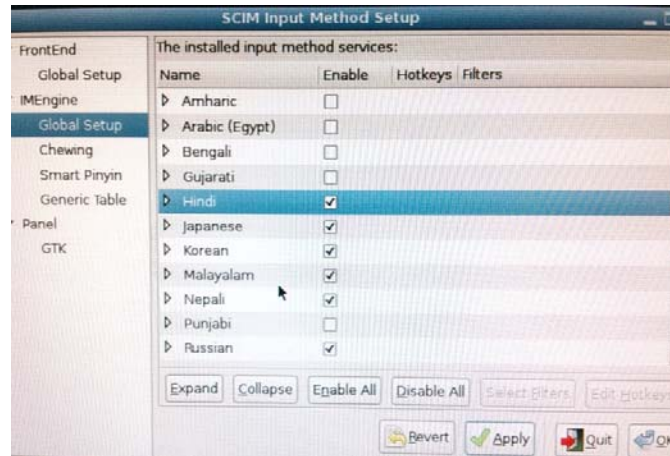 SCIM Input Method Setup
FrontEnd
Global Setup
IMEngine
Global Setup
Chewing
Smart Pinyin
Generic Table
Panel
GTK
The installed input method services:
Name Enable Hotkeys Filters
Amharic
Arabic (Egypt)
Bengali
Gujarati
Hindi
Japanese
Korean
Malayalam
Nepali
Punjabi
Russian
Expand Collapse Enable All Disable All Select Filters Edit Hotkeys
Revert Apply Quit OK